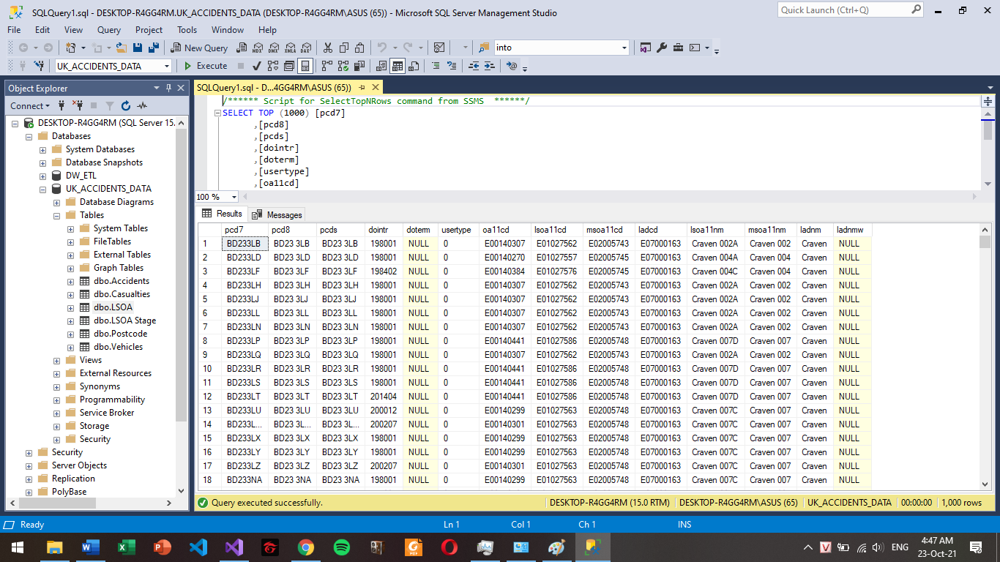 SQLQuery1.sql - DESKTOP-R4GG4RM.UK_ACCIDENTS_DATA (DESKTOP-R4GG4RM\ASUS (65)) - Microsoft SQL Server Management Studio
Quick Launch (Ctrl+Q)
File Edit View Query Project Tools Window Help
New Query MDX DMX XMLA DAX into
UK_ACCIDENTS_DATA Execute
Object Explorer
Connect
DESKTOP-R4GG4RM (SQL Server 15.
Databases
System Databases
Database Snapshots
DW_ETL
UK_ACCIDENTS_DATA
Database Diagrams
Tables
System Tables
FileTables
External Tables
Graph Tables
dbo.Accidents
dbo.Casualties
dbo.LSOA
dbo.LSOA Stage
dbo.Postcode
dbo.Vehicles
Views
External Resources
Synonyms
Programmability
Service Broker
Storage
Security
Security
Server Objects
Replication
PolyBase
SQLQuery1.sql - D...4GG4RM\ASUS (65))
/****** Script for SelectTopNRows command from SSMS ******/
SELECT TOP (1000) [pcd7]
,[pcd8]
,[pcds]
,[dointr]
,[doterm]
,[usertype]
,[oa11cd]
100 %
Results Messages
pcd7 pcd8 pcds dointr doterm usertype oa11cd lsoa11cd msoa11cd ladcd lsoa11nm msoa11nm ladnm ladnmw
1 BD233LB BD23 3LB BD23 3LB 198001 NULL 0 E00140307 E01027562 E02005743 E07000163 Craven 002A Craven 002 Craven NULL
2 BD233LD BD23 3LD BD23 3LD 198001 NULL 0 E00140270 E01027557 E02005745 E07000163 Craven 004A Craven 004 Craven NULL
3 BD233LF BD23 3LF BD23 3LF 198402 NULL 0 E00140384 E01027576 E02005745 E07000163 Craven 004C Craven 004 Craven NULL
4 BD233LH BD23 3LH BD23 3LH 198001 NULL 0 E00140307 E01027562 E02005743 E07000163 Craven 002A Craven 002 Craven NULL
5 BD233LJ BD23 3LJ BD23 3LJ 198001 NULL 0 E00140307 E01027562 E02005743 E07000163 Craven 002A Craven 002 Craven NULL
6 BD233LL BD23 3LL BD23 3LL 198001 NULL 0 E00140307 E01027562 E02005743 E07000163 Craven 002A Craven 002 Craven NULL
7 BD233LN BD23 3LN BD23 3LN 198001 NULL 0 E00140307 E01027562 E02005743 E07000163 Craven 002A Craven 002 Craven NULL
8 BD233LP BD23 3LP BD23 3LP 198001 NULL 0 E00140441 E01027586 E02005748 E07000163 Craven 007D Craven 007 Craven NULL
9 BD233LQ BD23 3LQ BD23 3LQ 198001 NULL 0 E00140307 E01027562 E02005743 E07000163 Craven 002A Craven 002 Craven NULL
10 BD233LR BD23 3LR BD23 3LR 198001 NULL 0 E00140441 E01027586 E02005748 E07000163 Craven 007D Craven 007 Craven NULL
11 BD233LS BD23 3LS BD23 3LS 198001 NULL 0 E00140441 E01027586 E02005748 E07000163 Craven 007D Craven 007 Craven NULL
12 BD233LT BD23 3LT BD23 3LT 201404 NULL 0 E00140441 E01027586 E02005748 E07000163 Craven 007D Craven 007 Craven NULL
13 BD233LU BD23 3LU BD23 3LU 200012 NULL 0 E00140299 E01027563 E02005748 E07000163 Craven 007C Craven 007 Craven NULL
14 BD233L... BD23 3L... BD23 3L... 200207 NULL 0 E00140301 E01027563 E02005748 E07000163 Craven 007C Craven 007 Craven NULL
15 BD233LX BD23 3LX BD23 3LX 198001 NULL 0 E00140299 E01027563 E02005748 E07000163 Craven 007C Craven 007 Craven NULL
16 BD233LY BD23 3LY BD23 3LY 198001 NULL 0 E00140299 E01027563 E02005748 E07000163 Craven 007C Craven 007 Craven NULL
17 BD233LZ BD23 3LZ BD23 3LZ 200207 NULL 0 E00140301 E01027563 E02005748 E07000163 Craven 007C Craven 007 Craven NULL
18 BD233NA BD23 3NA BD23 3NA 198001 NULL 0 E00140299 E01027563 E02005748 E07000163 Craven 007C Craven 007 Craven NULL
Query executed successfully. DESKTOP-R4GG4RM (15.0 RTM) DESKTOP-R4GG4RM\ASUS (65) UK_ACCIDENTS_DATA 00:00:00 1,000 rows
Ready Ln 1 Col 1 Ch 1 INS
ENG 4:47 AM
23-Oct-21